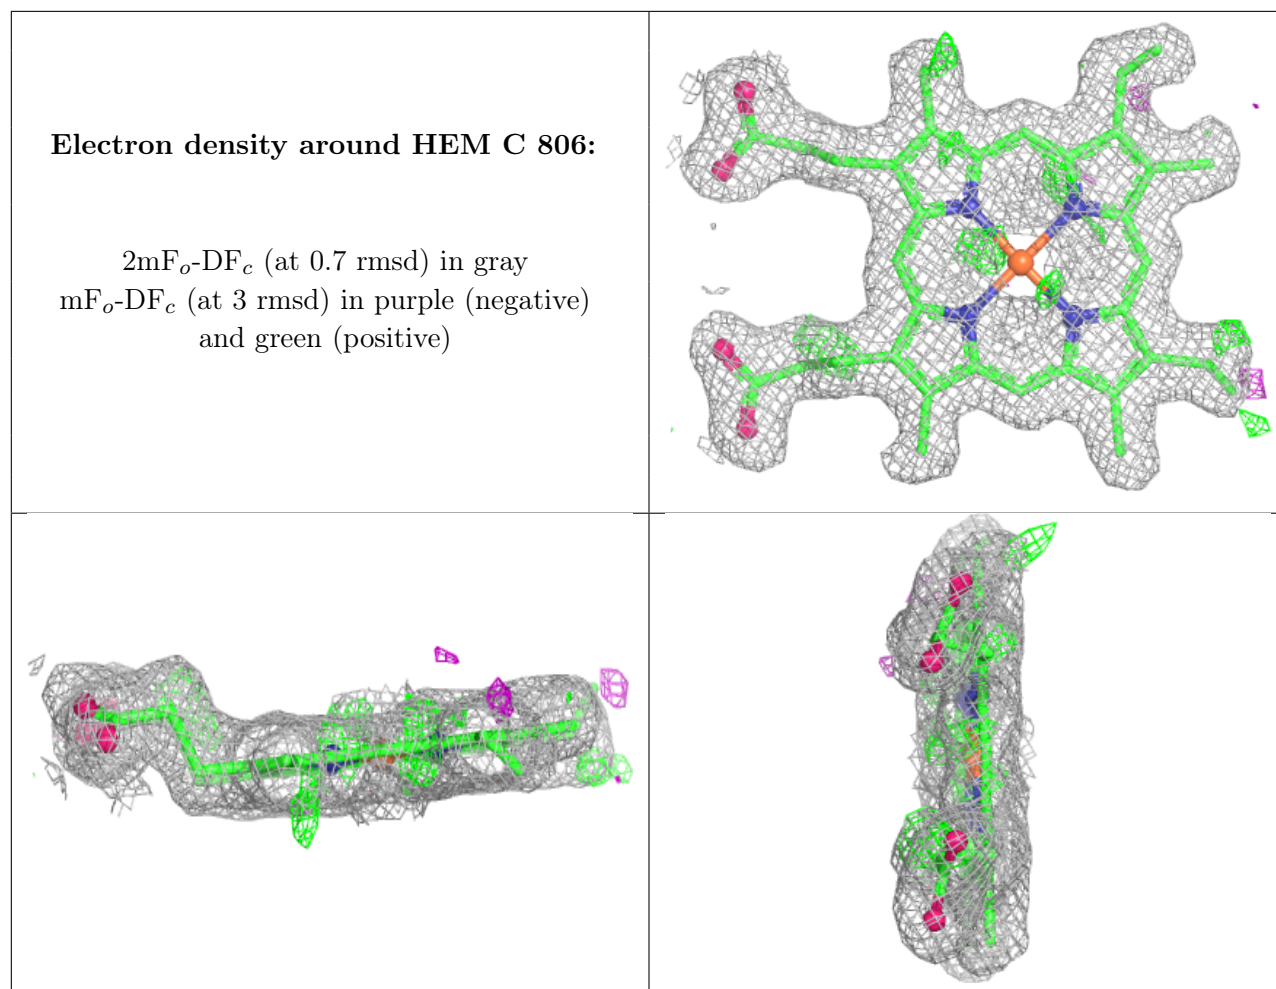 Electron density around HEM C 806:
2mFo-DFc (at 0.7 rmsd) in gray
mFo-DFc (at 3 rmsd) in purple (negative)
and green (positive)